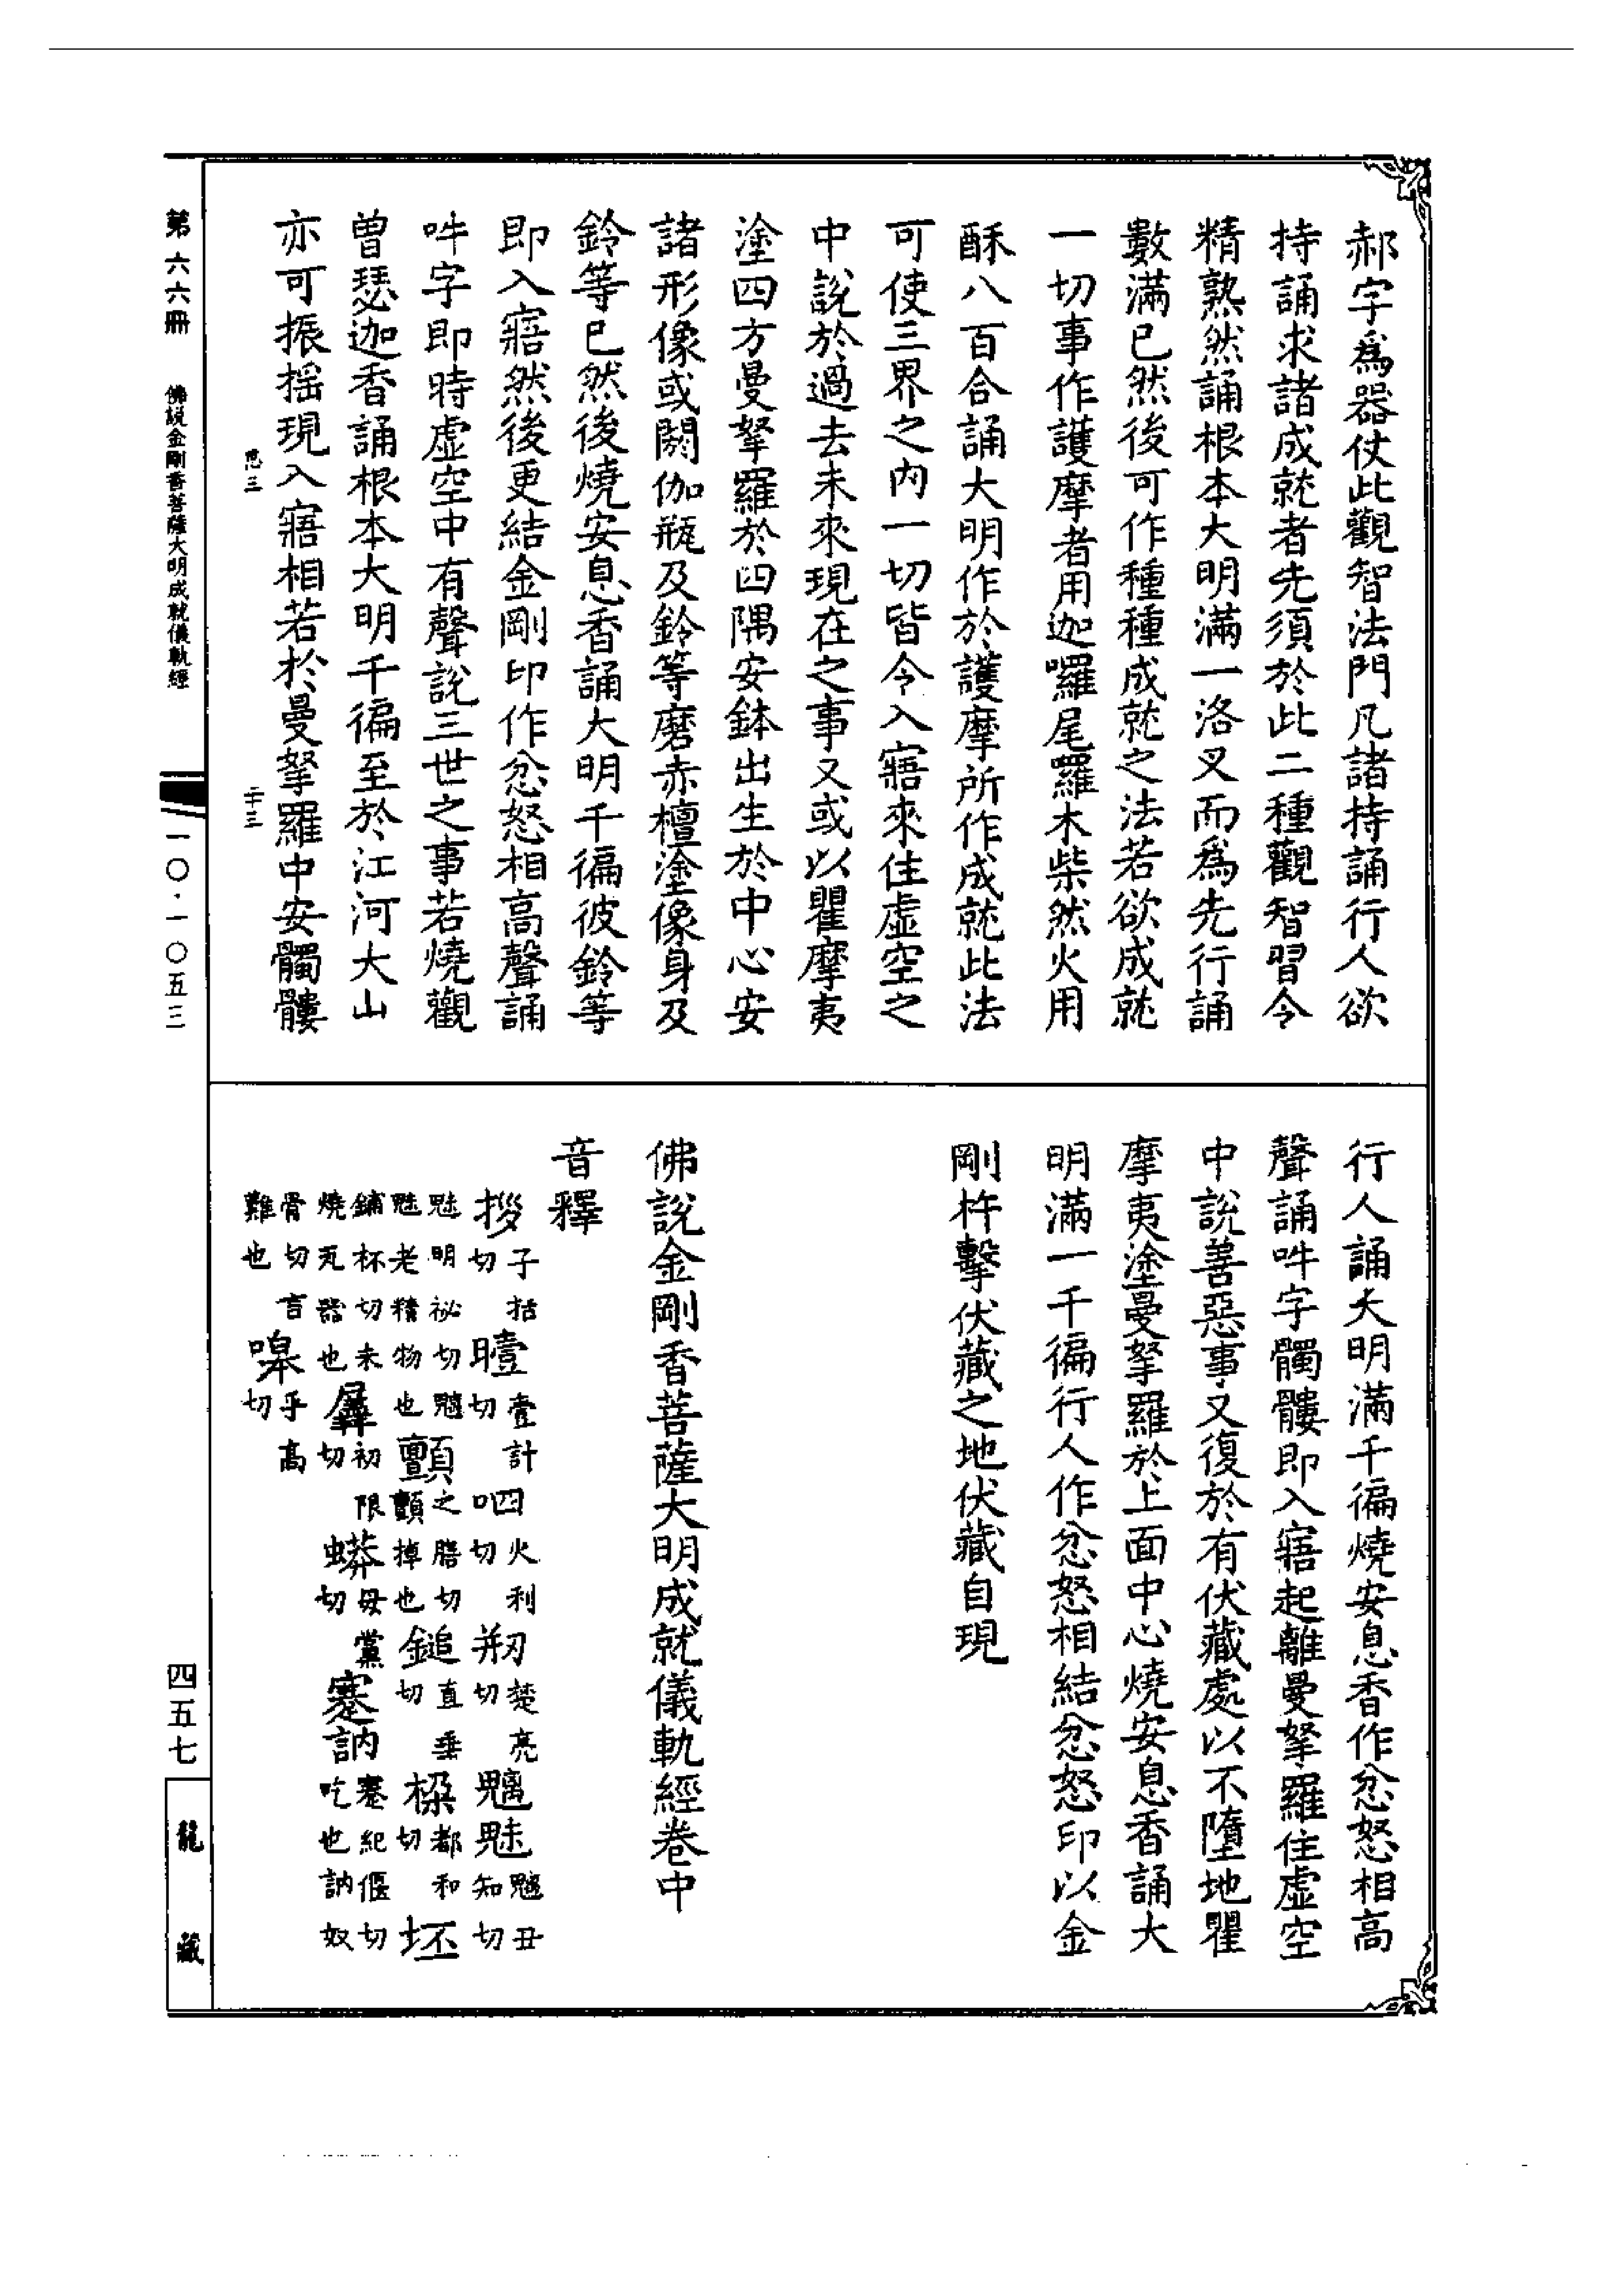 郝字為器仗此觀智法門凡諸持誦行人欲
持誦求諸成就者先須於此二種觀智習令
精熟然誦根本大明滿一洛叉而為先行誦
數滿已然後可作種種成就之法若欲成就
一切事作護摩者用迦囉尾囉木柴然火用
酥八百合誦大明作於護摩所作成就此法
可使三界之內一切皆令入寤來住虛空之
中說於過去未來現在之事又或以瞿摩夷
塗四方曼拏羅於四隅安鉢出生於中心安
諸形像或閼伽瓶及鈴等磨赤檀塗像身及
鈴等已然後燒安息香誦大明千徧彼鈴等
即入寤然後更結金剛印作忿怒相高聲誦
吽字即時虛空中有聲說三世之事若燒觀
曾瑟迦香誦根本大明千徧至於江河大山
亦可振搖現入寤相若於曼拏羅中安髑髏
行人誦大明滿千徧燒安息香作忿怒相高
聲誦吽字髑髏即入寤起離曼拏羅住虛空
中說善惡事又復於有伏藏處以不墮地瞿
摩夷塗曼拏羅於上面中心燒安息香誦大
明滿一千徧行人作忿怒相結忿怒印以金
剛杵擊伏藏之地伏藏自現
佛說金剛香菩薩大明成就儀軌經卷中
音釋
拶子括切 曀壹計切 呬火利切 剏楚亮切 魑魅魑丑知切
魅明祕切魑魅老精物也 顫之膳切顫掉也 鎚直垂切 橾都和切 坯
鋪杯切未燒瓦器也 羼初限切 蟒毋黨切 蹇訥蹇紀偃切吃也訥奴
骨切言難也 嘷乎高切
第六六冊 佛說金剛香菩薩大明成就儀軌經
思三 二十三
一〇·一〇五三
四五七
龍藏